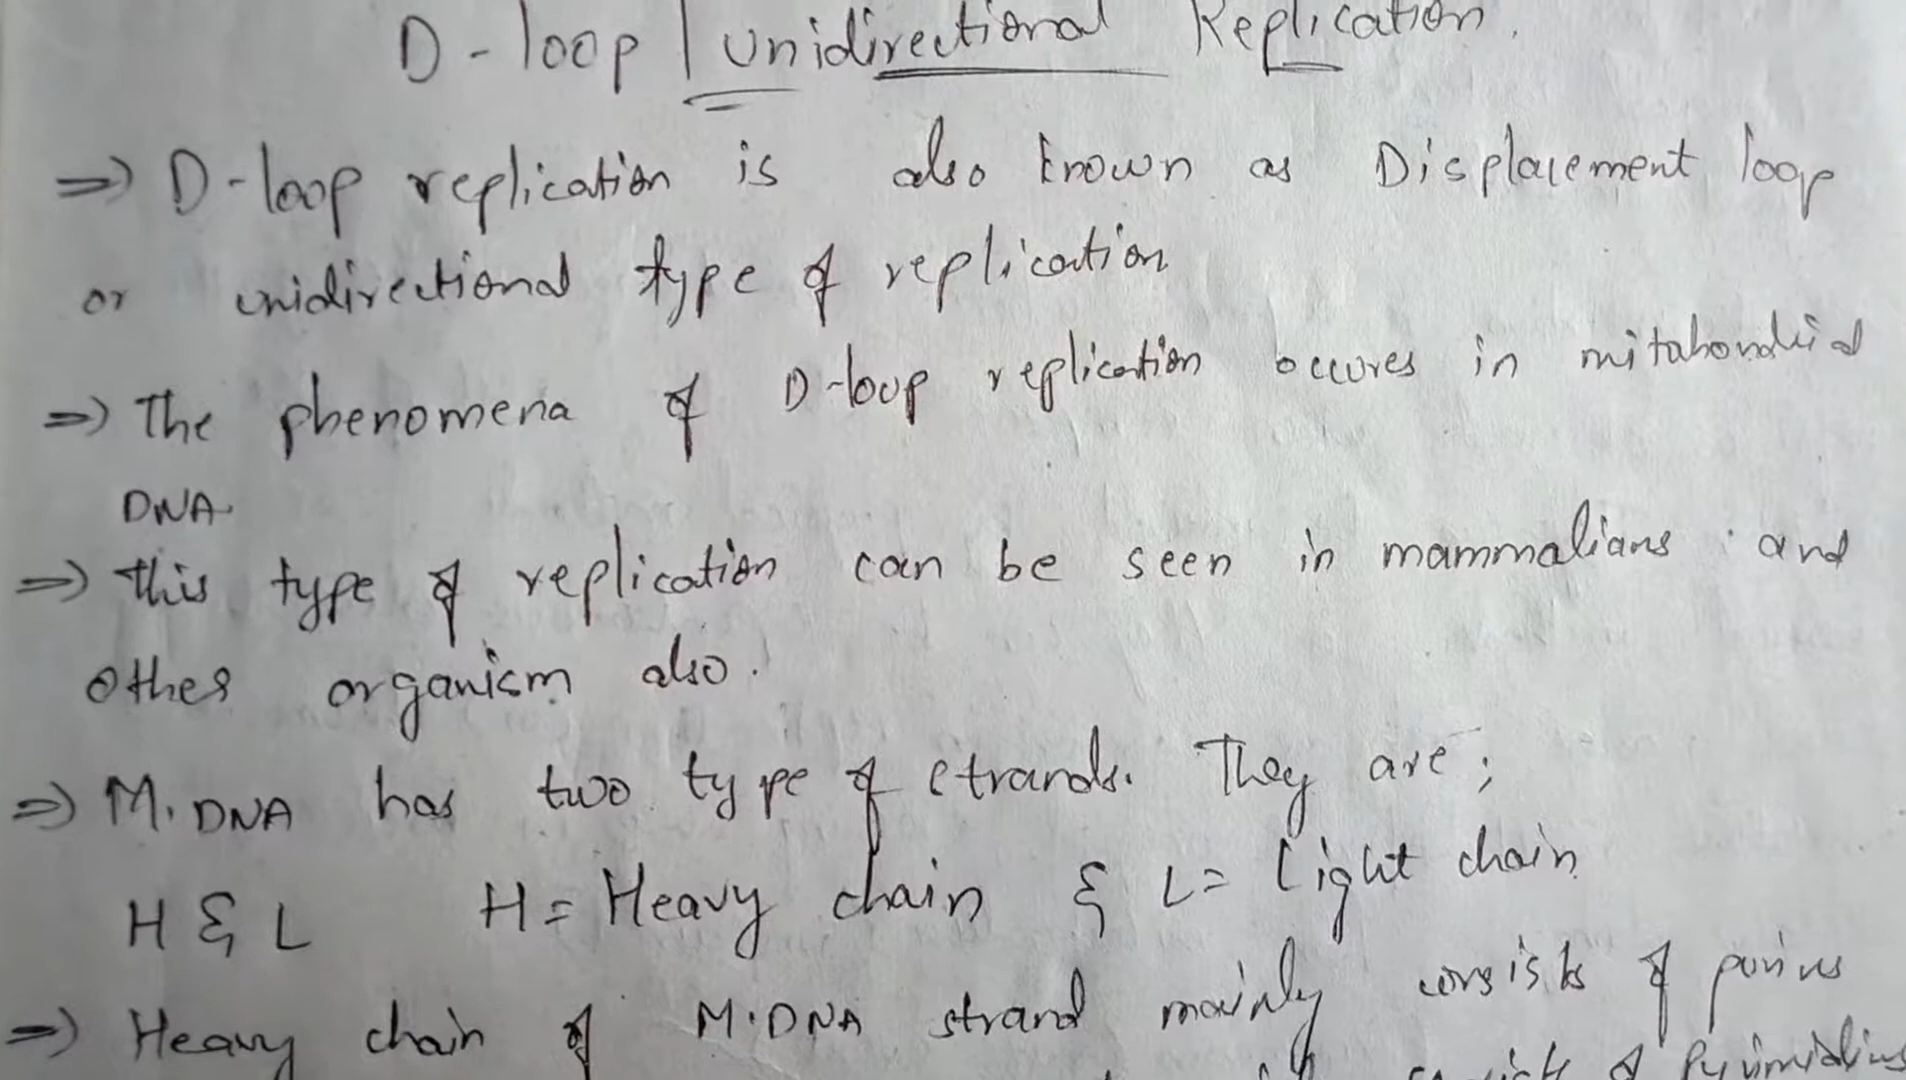 D-loop | unidirectional Replication.
⇒ D-loop replication is also known as Displacement loop
or unidirectional type of replication
⇒ The phenomena of D-loop replication occures in
DNA.
⇒ this type of replication can be seen in mammalians and
other organism also.
⇒ M.DNA has two type of strands. They are;
H & L H = Heavy chain & L = Light chain
⇒ Heavy chain of M.DNA strand mainly consists of
of Pyrimidines